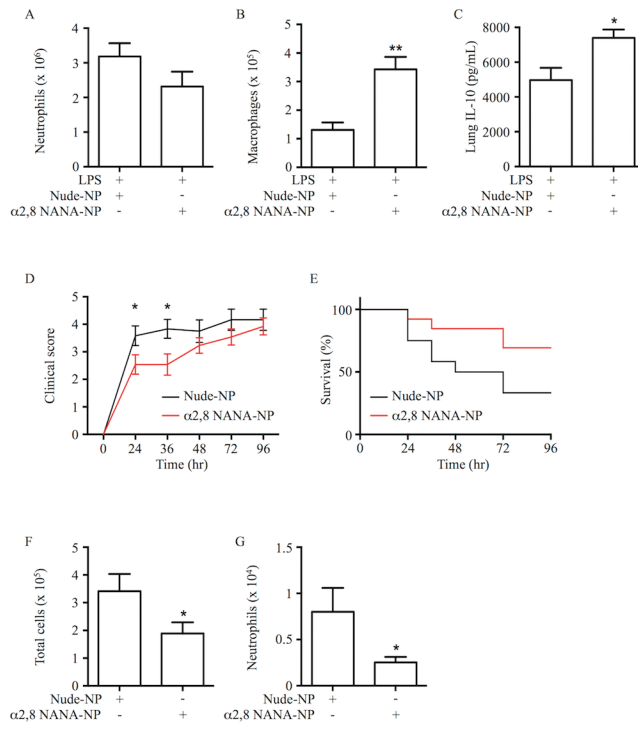 A
Neutrophils (x 10⁶)
4
3
2
1
0
LPS + +
Nude-NP + -
α2,8 NANA-NP - +
B
Macrophages (x 10⁵)
5
4
3
2
1
0
**
LPS + +
Nude-NP + -
α2,8 NANA-NP - +
C
Lung IL-10 (pg/mL)
8000
6000
4000
2000
0
*
LPS + +
Nude-NP + -
α2,8 NANA-NP - +
D
Clinical score
5
4
3
2
1
0
* *
Nude-NP
α2,8 NANA-NP
0 24 36 48 72 96
Time (hr)
E
Survival (%)
100
50
0
Nude-NP
α2,8 NANA-NP
0 24 48 72 96
Time (hr)
F
Total cells (x 10⁵)
5
4
3
2
1
0
*
Nude-NP + -
α2,8 NANA-NP - +
G
Neutrophils (x 10⁴)
1.5
1
0.5
0
*
Nude-NP + -
α2,8 NANA-NP - +